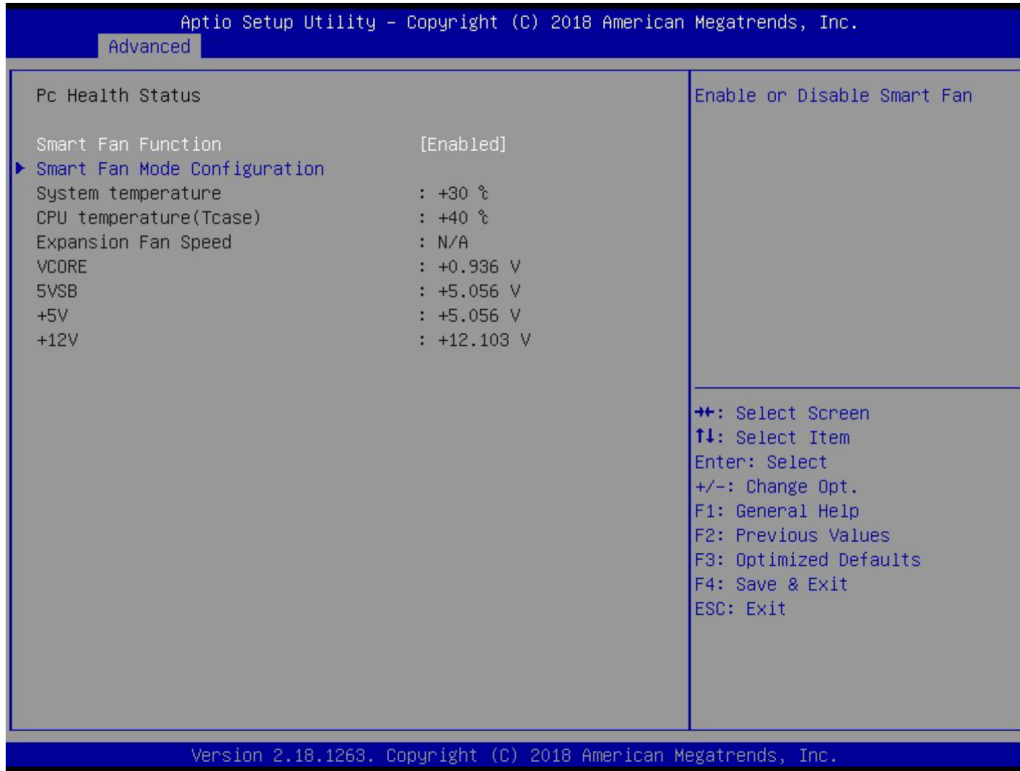 Aptio Setup Utility – Copyright (C) 2018 American Megatrends, Inc.
Advanced
Pc Health Status
Smart Fan Function [Enabled]
▶ Smart Fan Mode Configuration
System temperature : +30 ℃
CPU temperature(Tcase) : +40 ℃
Expansion Fan Speed : N/A
VCORE : +0.936 V
5VSB : +5.056 V
+5V : +5.056 V
+12V : +12.103 V
Enable or Disable Smart Fan
→←: Select Screen
↑↓: Select Item
Enter: Select
+/-: Change Opt.
F1: General Help
F2: Previous Values
F3: Optimized Defaults
F4: Save & Exit
ESC: Exit
Version 2.18.1263. Copyright (C) 2018 American Megatrends, Inc.